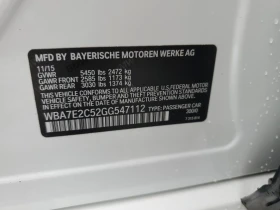 MFD BY BAYERISCHE MOTOREN WERKE AG
11/15
GVWR 5450 lbs 2472 kg
GAWR FRONT 2585 lbs 1173 kg
GAWR REAR 3030 lbs 1374 kg
THIS VEHICLE CONFORMS TO ALL APPLICABLE U.S. FEDERAL MOTOR
VEHICLE SAFETY, BUMPER, AND THEFT PREVENTION STANDARDS
IN EFFECT ON THE DATE OF MANUFACTURE SHOWN ABOVE.
WBA7E2C52GG547112 TYPE: PASSENGER CAR